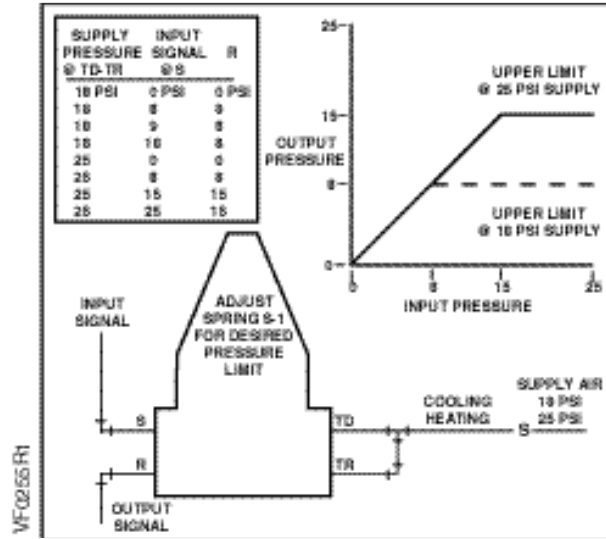 SUPPLY INPUT
PRESSURE SIGNAL R
@ TD-TR @ S
18 PSI 0 PSI 0 PSI
18 8 8
18 9 8
18 18 8
25 0 0
25 8 8
25 15 15
25 25 15
25
15
8
0
OUTPUT
PRESSURE
UPPER LIMIT
@ 25 PSI SUPPLY
UPPER LIMIT
@ 18 PSI SUPPLY
0 8 15 25
INPUT PRESSURE
INPUT
SIGNAL
ADJUST
SPRING S-1
FOR DESIRED
PRESSURE
LIMIT
S
R
TD
TR
COOLING
HEATING
S
SUPPLY AIR
18 PSI
25 PSI
OUTPUT
SIGNAL
VF0255 R1